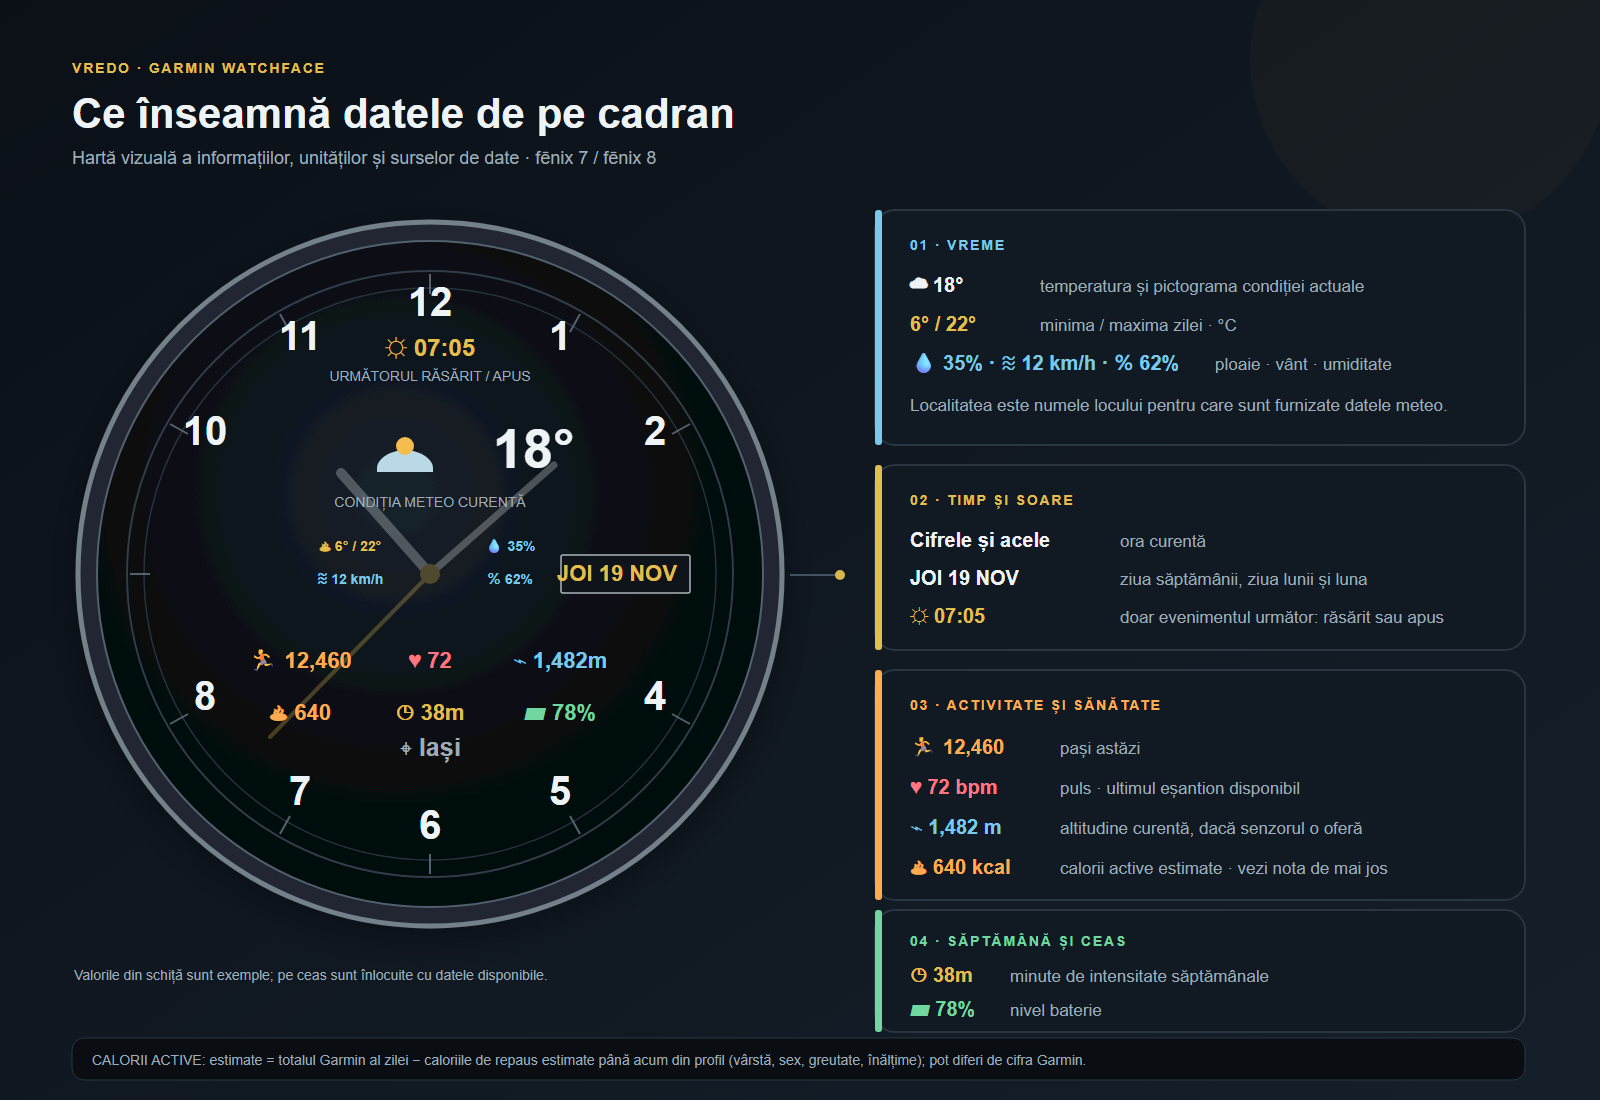 VREDO · GARMIN WATCHFACE
Ce înseamnă datele de pe cadran
Hartă vizuală a informațiilor, unităților și surselor de date · fēnix 7 / fēnix 8
12
11
1
07:05
URMĂTORUL RĂSĂRIT / APUS
10
2
18°
CONDIȚIA METEO CURENTĂ
6° / 22°
35%
12 km/h
% 62%
JOI 19 NOV
12,460
♥ 72
1,482m
8
4
640
38m
78%
Iași
7
5
6
Valorile din schiță sunt exemple; pe ceas sunt înlocuite cu datele disponibile.
01 · VREME
18° temperatura și pictograma condiției actuale
6° / 22° minima / maxima zilei · °C
35% · ≋ 12 km/h · % 62% ploaie · vânt · umiditate
Localitatea este numele locului pentru care sunt furnizate datele meteo.
02 · TIMP ȘI SOARE
Cifrele și acele ora curentă
JOI 19 NOV ziua săptămânii, ziua lunii și luna
07:05 doar evenimentul următor: răsărit sau apus
03 · ACTIVITATE ȘI SĂNĂTATE
12,460 pași astăzi
♥ 72 bpm puls · ultimul eșantion disponibil
1,482 m altitudine curentă, dacă senzorul o oferă
640 kcal calorii active estimate · vezi nota de mai jos
04 · SĂPTĂMÂNĂ ȘI CEAS
38m minute de intensitate săptămânale
78% nivel baterie
CALORII ACTIVE: estimate = totalul Garmin al zilei − caloriile de repaus estimate până acum din profil (vârstă, sex, greutate, înălțime); pot diferi de cifra Garmin.